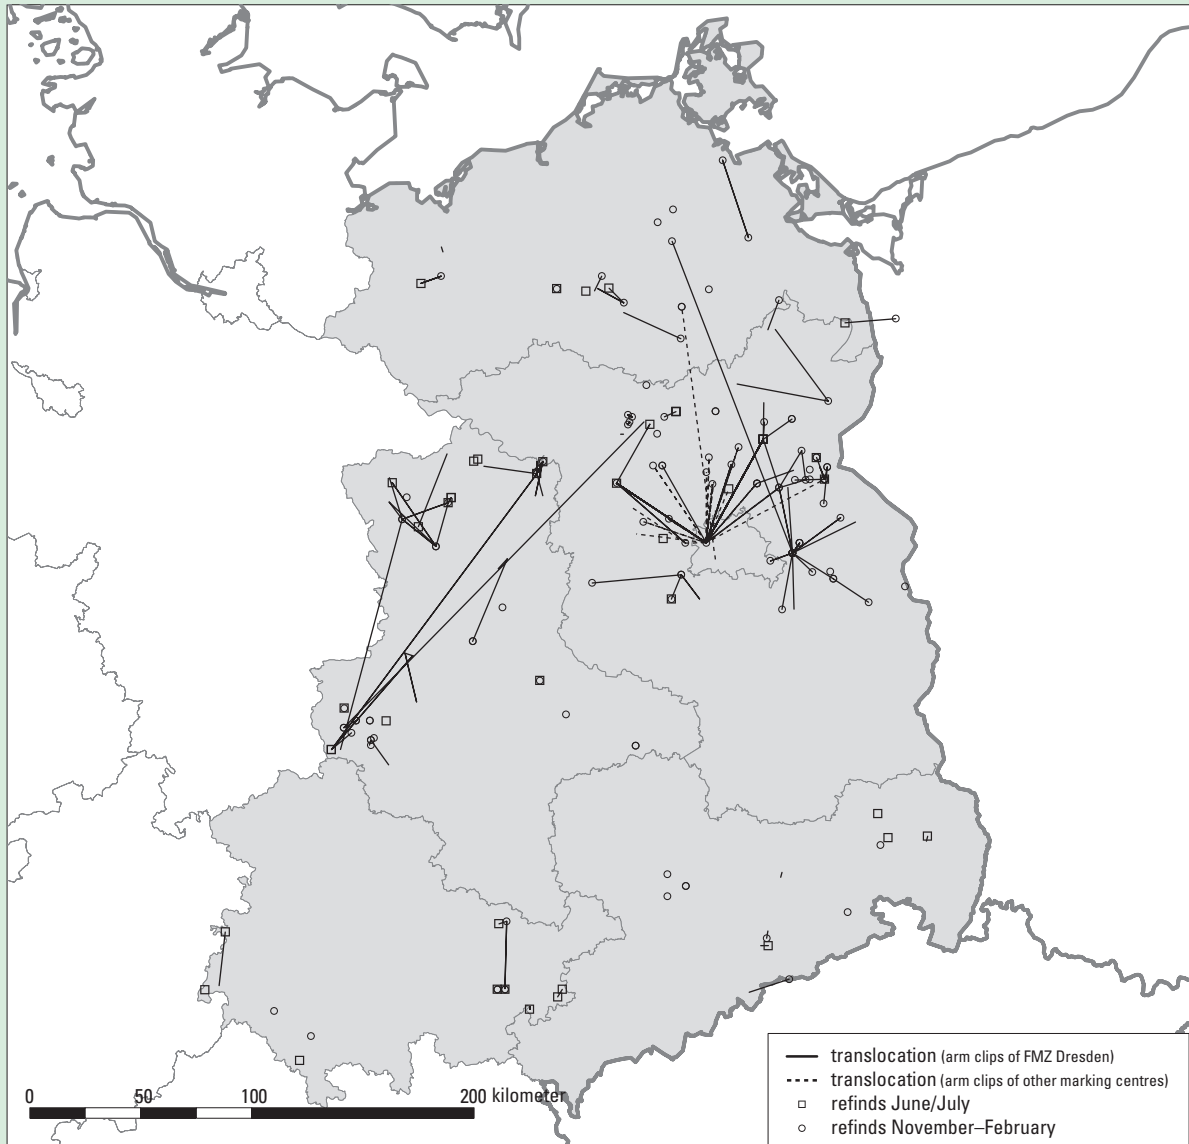 0 50 100 200 kilometer
translocation (arm clips of FMZ Dresden)
translocation (arm clips of other marking centres)
refinds June/July
refinds November–February